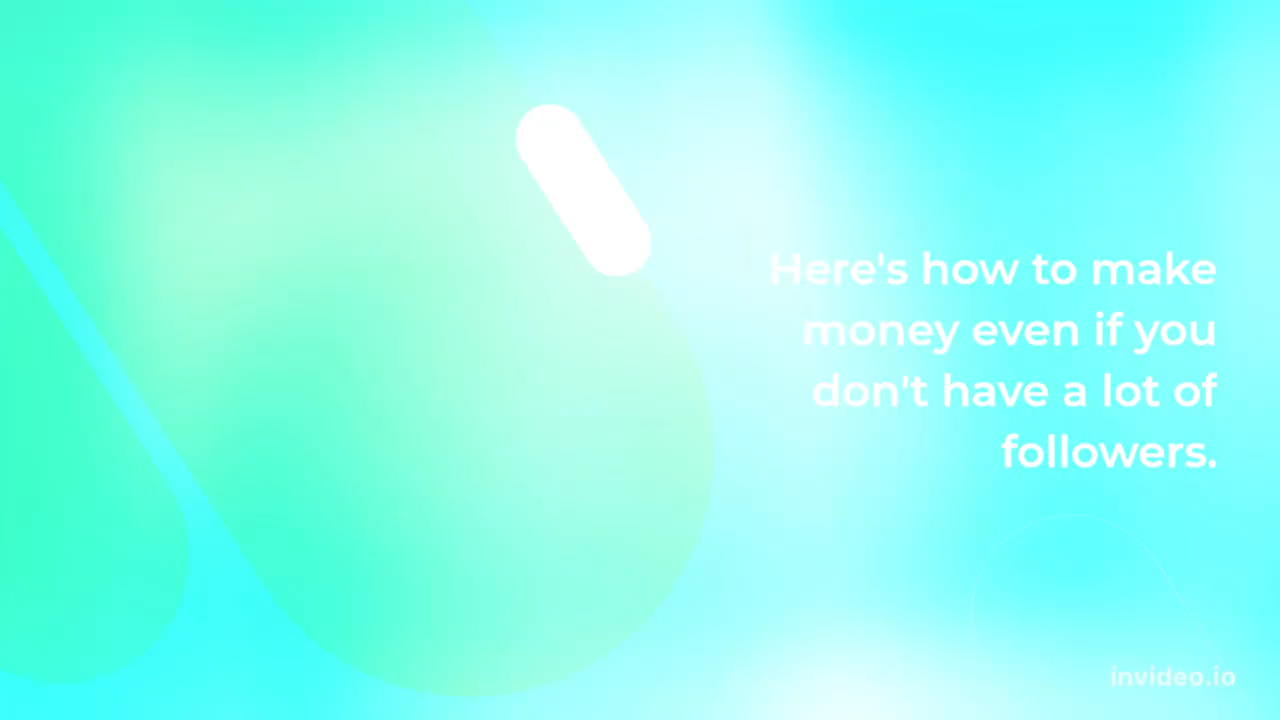 Here's how to make
money even if you
don't have a lot of
followers.
invideo.io